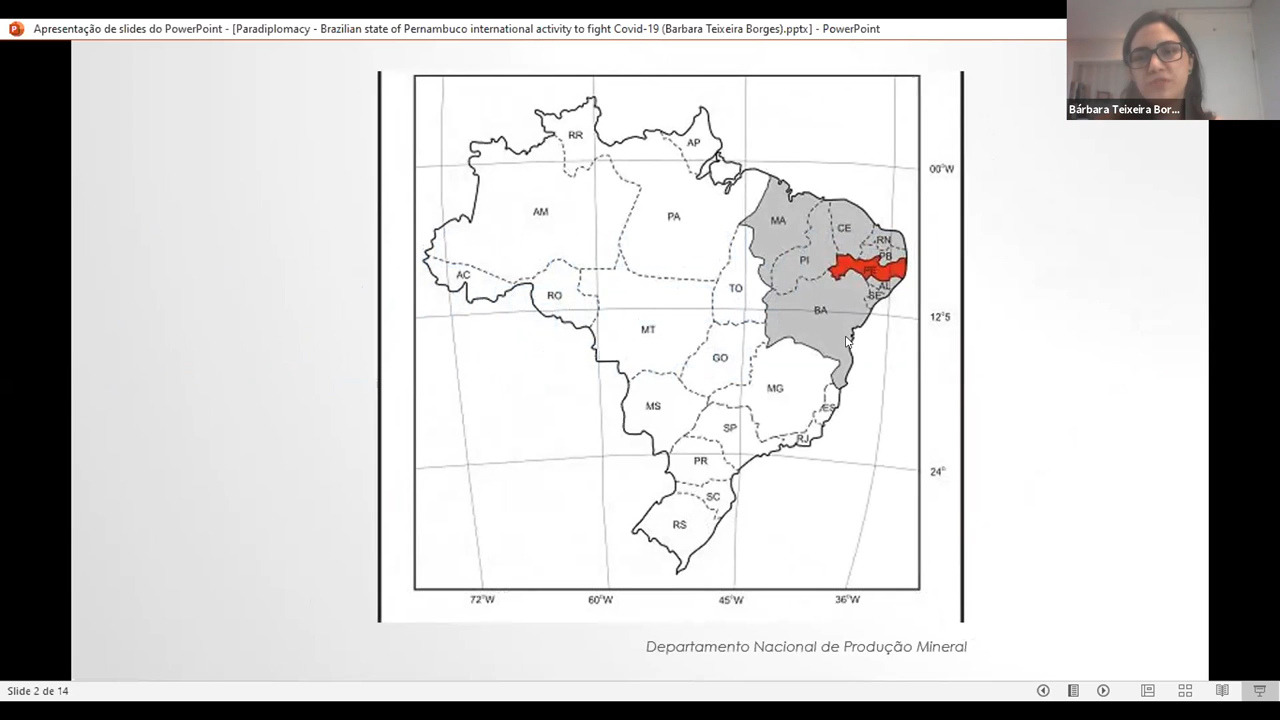 Apresentação de slides do PowerPoint - [Paradiplomacy - Brazilian state of Pernambuco international activity to fight Covid-19 (Barbara Teixeira Borges).pptx] - PowerPoint
Bárbara Teixeira Bor...
RR
AP
00°W
AM
PA
MA
CE
RN
PB
PI
PE
AC
AL
TO
SE
RO
BA
12°S
MT
GO
MG
MS
ES
SP
RJ
PR
24°
SC
RS
72°W 60°W 45°W 36°W
Departamento Nacional de Produção Mineral
Slide 2 de 14